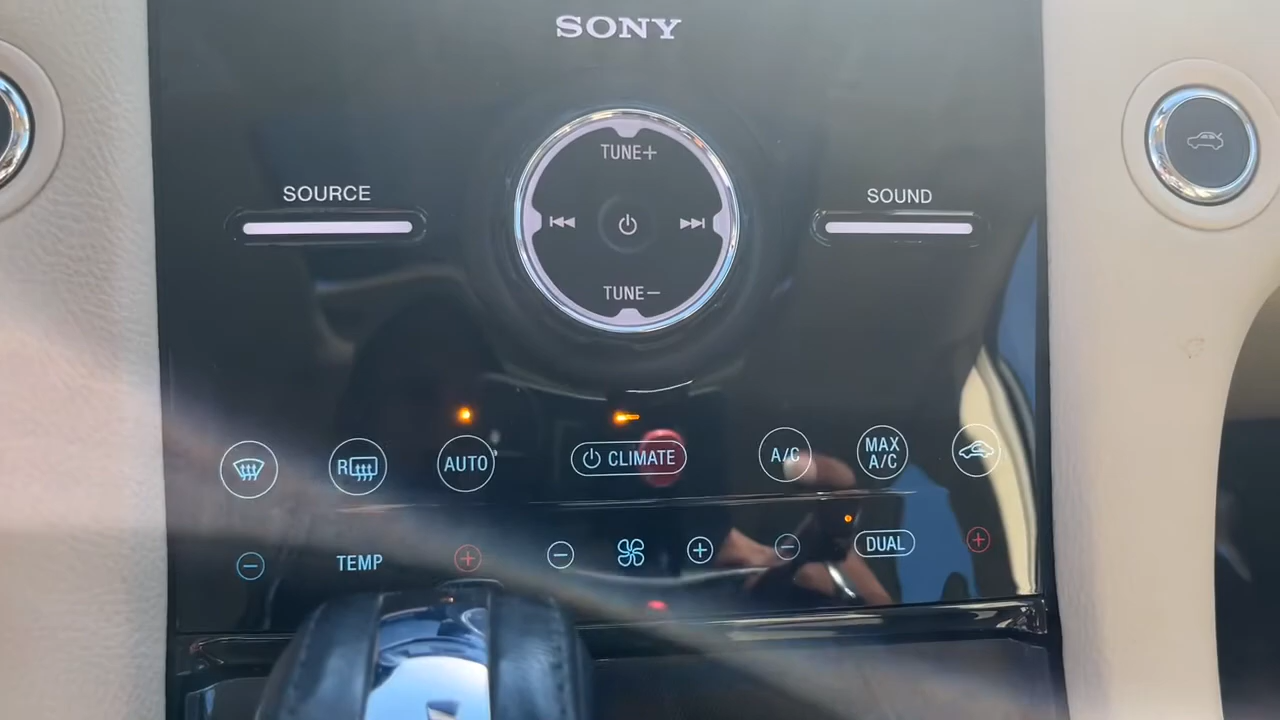 SONY
TUNE+
SOURCE
SOUND
TUNE−
R
AUTO
CLIMATE
A/C
MAX
A/C
TEMP
DUAL